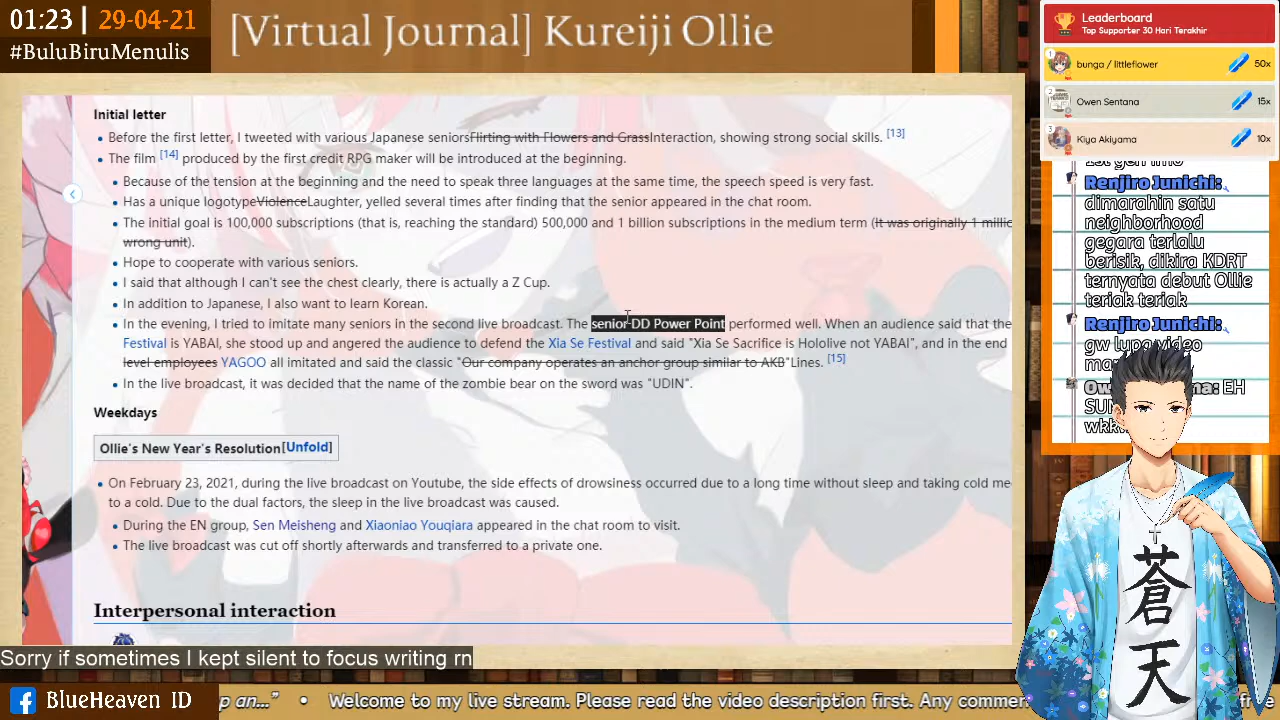 01:23 | 29-04-21
#BuluBiruMenulis
[Virtual Journal] Kureiji Ollie
Leaderboard
Top Supporter 30 Hari Terakhir
1 bunga / littleflower 50x
2 Owen Sentana 15x
3 Kiya Akiyama 10x
Initial letter
Before the first letter, I tweeted with various Japanese seniorsFlirting with Flowers and GrassInteraction, showing strong social skills. [13]
The film [14] produced by the first credit RPG maker will be introduced at the beginning.
Because of the tension at the beginning and the need to speak three languages at the same time, the speech speed is very fast.
Has a unique logotypeViolenceLaughter, yelled several times after finding that the senior appeared in the chat room.
The initial goal is 100,000 subscriptions (that is, reaching the standard) 500,000 and 1 billion subscriptions in the medium term (It was originally 1 millio
wrong unit).
Hope to cooperate with various seniors.
I said that although I can't see the chest clearly, there is actually a Z Cup.
In addition to Japanese, I also want to learn Korean.
In the evening, I tried to imitate many seniors in the second live broadcast. The senior DD Power Point performed well. When an audience said that the
Festival is YABAI, she stood up and angered the audience to defend the Xia Se Festival and said "Xia Se Sacrifice is Hololive not YABAI", and in the end
level employees YAGOO all imitated and said the classic "Our company operates an anchor group similar to AKB"Lines. [15]
In the live broadcast, it was decided that the name of the zombie bear on the sword was "UDIN".
Weekdays
Ollie's New Year's Resolution[Unfold]
On February 23, 2021, during the live broadcast on Youtube, the side effects of drowsiness occurred due to a long time without sleep and taking cold me
to a cold. Due to the dual factors, the sleep in the live broadcast was caused.
During the EN group, Sen Meisheng and Xiaoniao Youqiara appeared in the chat room to visit.
The live broadcast was cut off shortly afterwards and transferred to a private one.
Interpersonal interaction
Renjiro Junichi:
dimarahin satu
neighborhood
gegara terlalu
berisik, dikira KDRT
ternyata debut Ollie
teriak teriak
Renjiro Junichi:
gw lupa video
EH
蒼天
Sorry if sometimes I kept silent to focus writing rn
BlueHeaven ID
p an..." • Welcome to my live stream. Please read the video description first. Any commen